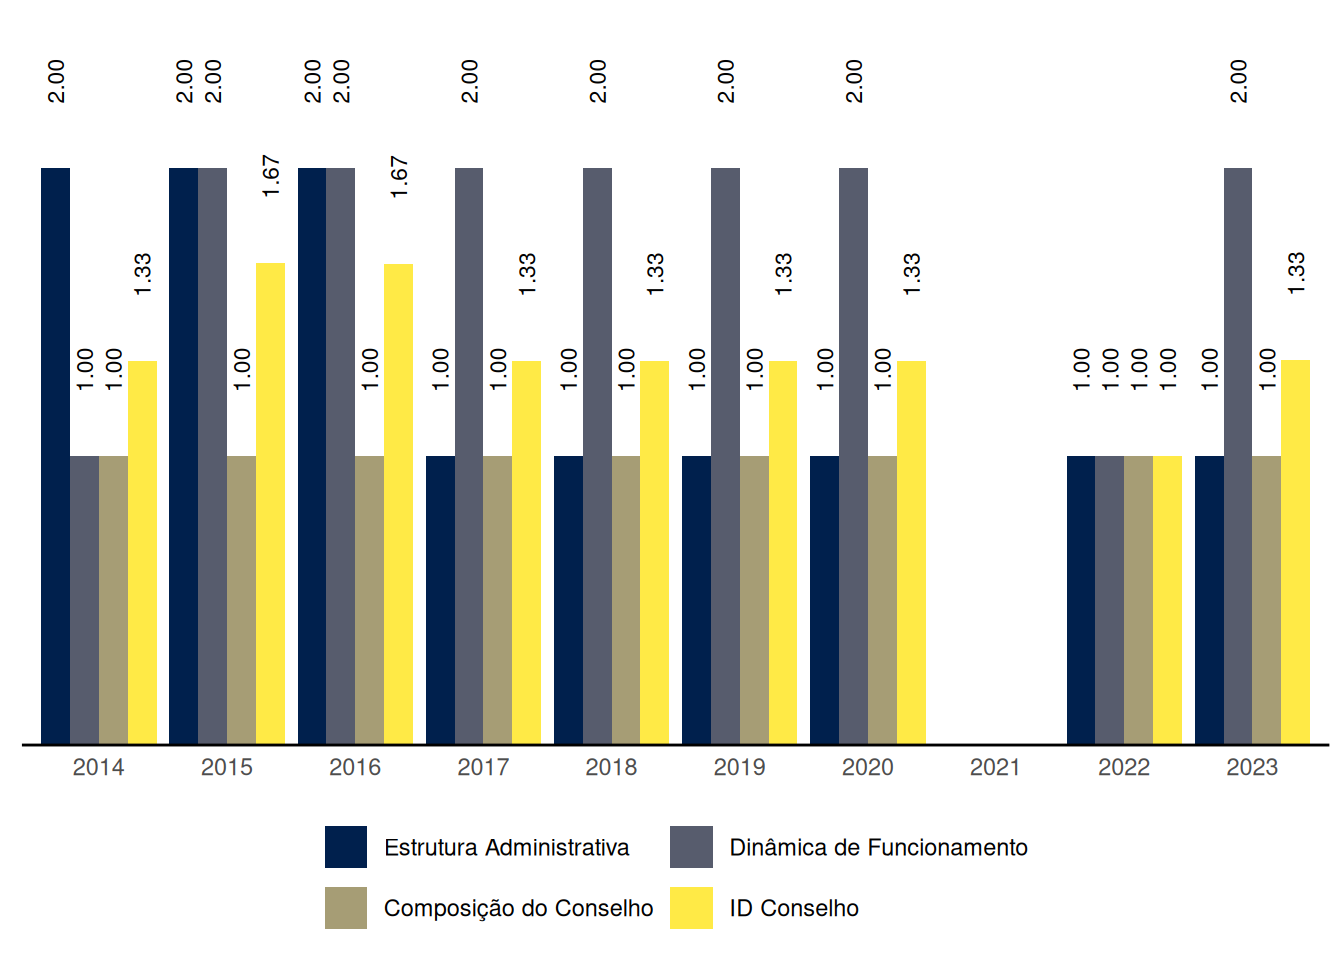 2.00 2.00 2.00 2.00 2.00 2.00 2.00 2.00 2.00 2.00
1.67 1.67
1.33 1.33 1.33 1.33 1.33 1.33
1.00 1.00 1.00 1.00 1.00 1.00 1.00 1.00 1.00 1.00 1.00 1.00 1.00 1.00 1.00 1.00 1.00 1.00
2014 2015 2016 2017 2018 2019 2020 2021 2022 2023
Estrutura Administrativa Dinâmica de Funcionamento
Composição do Conselho ID Conselho